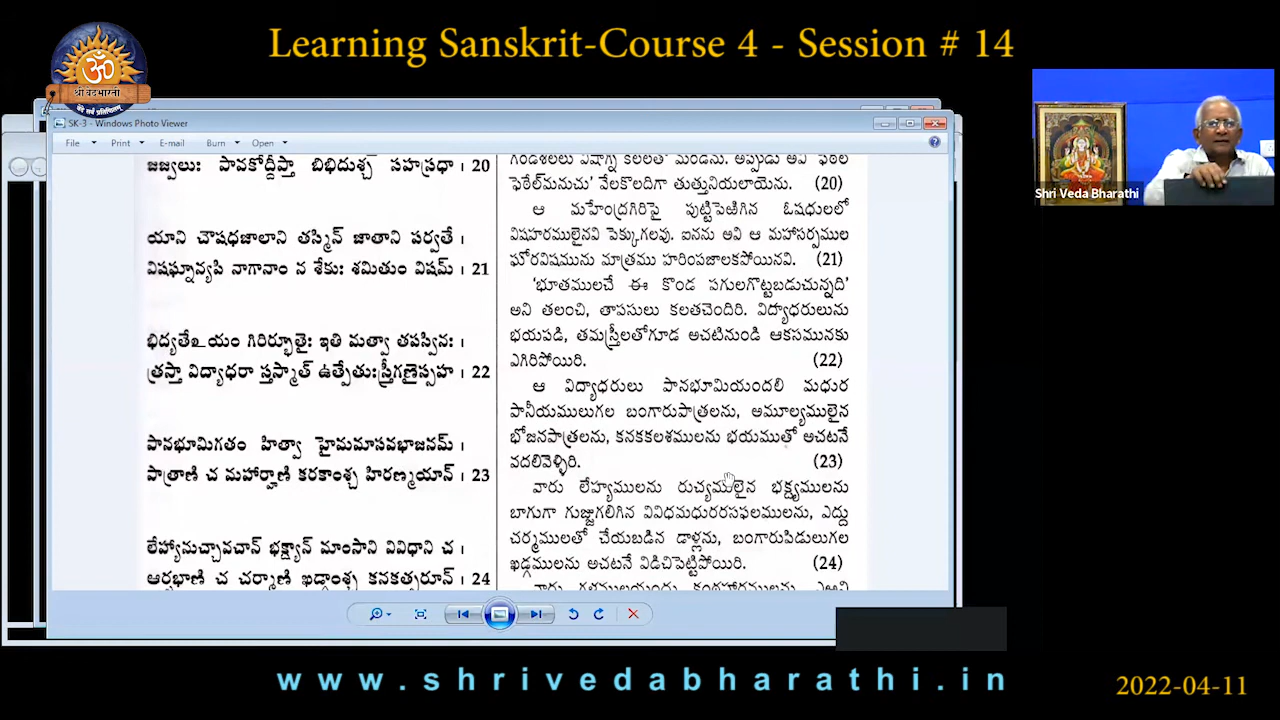 Learning Sanskrit-Course 4 - Session # 14
ॐ
श्री वेदभारती
Shri Veda Bharathi
SK-3 - Windows Photo Viewer
File Print E-mail Burn Open
జజ్వలుః పావకోద్దీప్తా బిభిదుశ్చ సహస్రధా 20
యాని చౌషధజాలాని తస్మిన్ జాతాని పర్వతే
విషఘ్నాన్యపి నాగానాం న శేకుః శమితుం విషమ్ । 21
భిద్యతేఽయం గిరిర్భూతైః ఇతి మత్వా తపస్వినః ।
త్రస్తా విద్యాధరా స్తస్మాత్ ఉత్పేతుఃస్త్రీగణైస్సహ 22
పానభూమిగతం హిత్వా హైమమాసవభాజనమ్
పాత్రాణి చ మహార్హాణి కరకాంశ్చ హిరణ్మయాన్ 23
లేహ్యానుచ్చావచాన్ భక్ష్యాన్ మాంసాని వివిధాని చ ।
ఆర్షభాణి చ చర్మాణి ఖడ్గాంశ్చ కనకత్సరూన్ 24
ఫెఠేల్‌మనుచు' వేలకొలదిగా తుత్తునియలాయెను. (20)
ఆ మహేంద్రగిరిపై పుట్టిపెఱిగిన ఓషధులలో
విషహరములైనవి పెక్కుగలవు. ఐనను అవి ఆ మహాసర్పముల
ఘోరవిషమును మాత్రము హరింపజాలకపోయినవి. (21)
'భూతములచే ఈ కొండ పగులగొట్టబడుచున్నది'
అని తలంచి, తాపసులు కలతచెందిరి. విద్యాధరులును
భయపడి, తమస్త్రీలతోగూడ అచటినుండి ఆకసమునకు
ఎగిరిపోయిరి. (22)
ఆ విద్యాధరులు పానభూమియందలి మధుర
పానీయములుగల బంగారుపాత్రలను, అమూల్యములైన
భోజనపాత్రలను, కనకకలశములను భయముతో అచటనే
వదలివెళ్ళిరి. (23)
వారు లేహ్యములను రుచ్యములైన భక్ష్యములను
బాగుగా గుజ్జుగలిగిన వివిధమధురరసఫలములను, ఎద్దు
చర్మములతో చేయబడిన డాళ్లను, బంగారుపిడులుగల
ఖడ్గములను అచటనే విడిచిపెట్టిపోయిరి. (24)
www.shrivedabharathi.in
2022-04-11